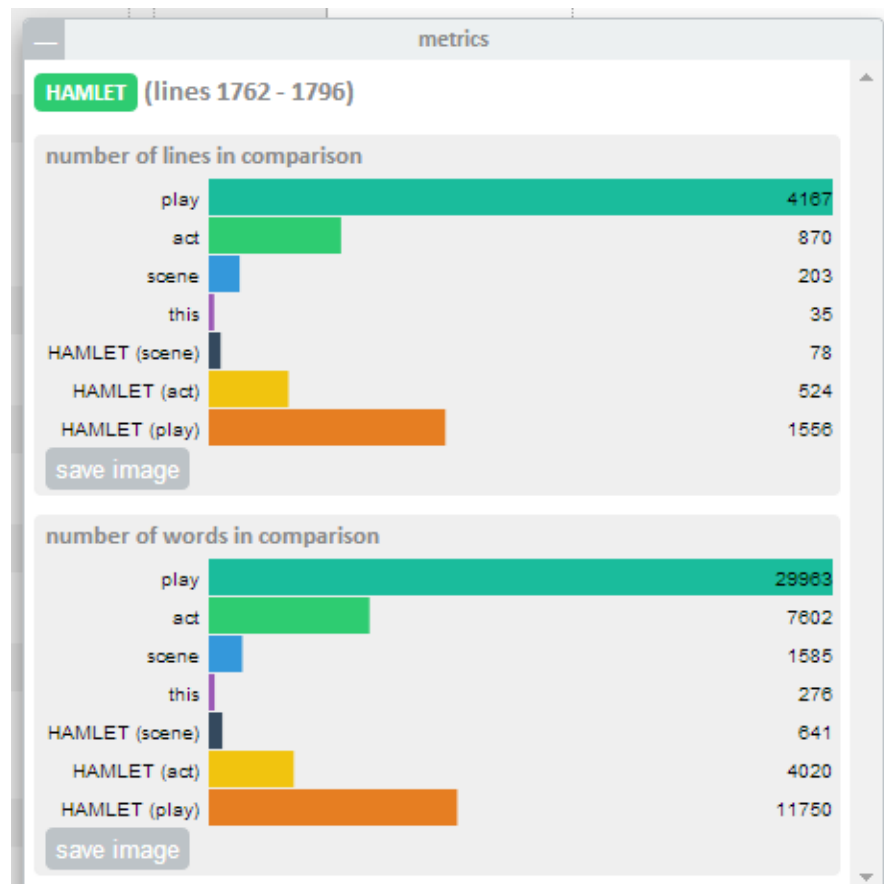 metrics
HAMLET (lines 1762 - 1796)
number of lines in comparison
play 4167
act 870
scene 203
this 35
HAMLET (scene) 78
HAMLET (act) 524
HAMLET (play) 1556
save image
number of words in comparison
play 29963
act 7602
scene 1585
this 276
HAMLET (scene) 641
HAMLET (act) 4020
HAMLET (play) 11750
save image